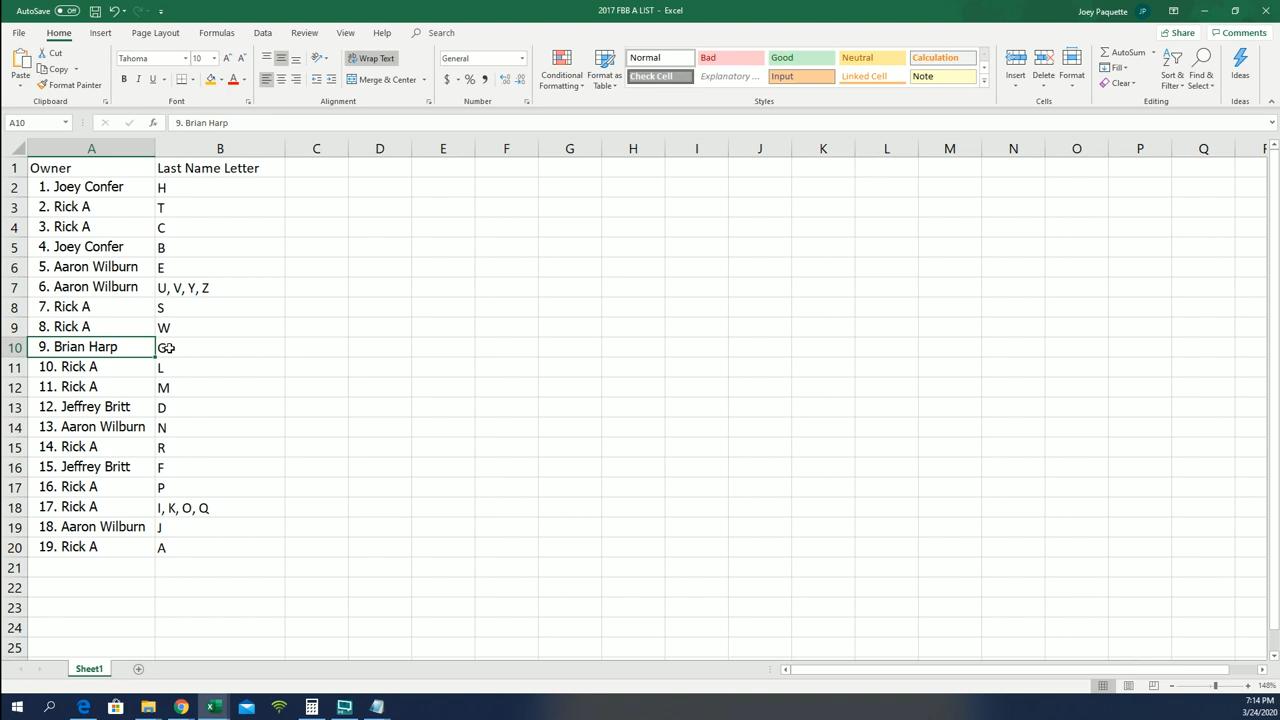 AutoSave Off 2017 FBB A LIST - Excel Joey Paquette JP
File Home Insert Page Layout Formulas Data Review View Help Search Share Comments
Paste Cut Copy Format Painter Clipboard
Tahoma 10 B I U A Font
Wrap Text Merge & Center Alignment
General $ % Number
Conditional Formatting Format as Table
Normal Bad Good Neutral Calculation
Check Cell Explanatory ... Input Linked Cell Note
Styles
Insert Delete Format Cells
AutoSum Fill Clear Sort & Filter Find & Select Editing
Ideas Ideas
A10 fx 9. Brian Harp
A B C D E F G H I J K L M N O P Q
1 Owner Last Name Letter
2 1. Joey Confer H
3 2. Rick A T
4 3. Rick A C
5 4. Joey Confer B
6 5. Aaron Wilburn E
7 6. Aaron Wilburn U, V, Y, Z
8 7. Rick A S
9 8. Rick A W
10 9. Brian Harp G
11 10. Rick A L
12 11. Rick A M
13 12. Jeffrey Britt D
14 13. Aaron Wilburn N
15 14. Rick A R
16 15. Jeffrey Britt F
17 16. Rick A P
18 17. Rick A I, K, O, Q
19 18. Aaron Wilburn J
20 19. Rick A A
21
22
23
24
25
Sheet1
148%
7:14 PM
3/24/2020